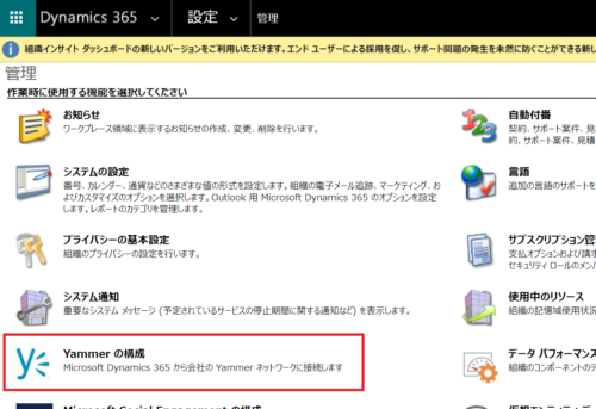 Dynamics 365 設定 管理
組織インサイト ダッシュボードの新しいバージョンをご利用いただけます。エンド ユーザーによる採用を促し、サポート問題の発生を未然に防ぐことができる新し
管理
作業時に使用する機能を選択してください
お知らせ
ワークプレース領域に表示するお知らせの作成、変更、削除を行います。
自動付番
契約、サポート案件、見
約、サポート案件、見積
システムの設定
番号、カレンダー、通貨などのさまざまな値の形式を設定します。組織の電子メール追跡、マーケティング、お
よびカスタマイズのオプションを選択します。Outlook 用 Microsoft Dynamics 365 のオプションを設定
します。レポートのカテゴリを管理します。
言語
追加の言語のサポートを
プライバシーの基本設定
組織のプライバシーの設定を行います。
サブスクリプション管
支払オプションおよび請求
セキュリティ ロールのメンバ
システム通知
重要なシステム メッセージ (予定されているサービスの停止期間に関する通知など) を表示します。
使用中のリソース
組織の記憶域使用状況
Yammer の構成
Microsoft Dynamics 365 から会社の Yammer ネットワークに接続します
データ パフォーマンス
組織のコンポーネントのデ
Microsoft Social Engagement の構成
仮想エンティティ デ